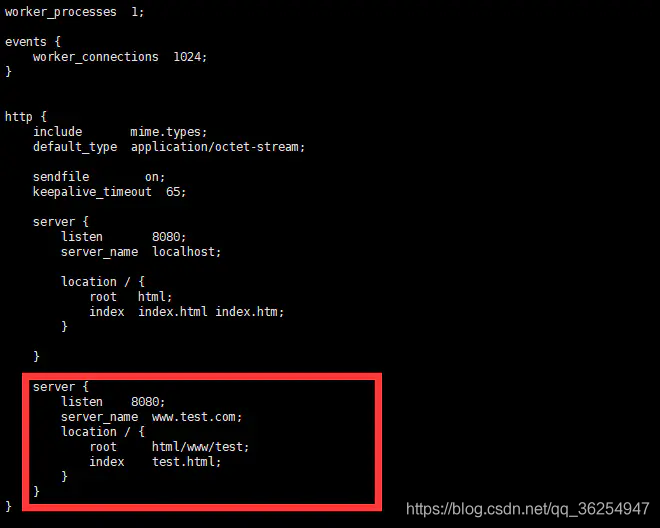 worker_processes  1;
events {
    worker_connections  1024;
}
http {
    include       mime.types;
    default_type  application/octet-stream;
    sendfile        on;
    keepalive_timeout  65;
    server {
        listen       8080;
        server_name  localhost;
        location / {
            root   html;
            index  index.html index.htm;
        }
    }
    server {
        listen    8080;
        server_name  www.test.com;
        location / {
            root     html/www/test;
            index    test.html;
        }
    }
}
https://blog.csdn.net/qq_36254947